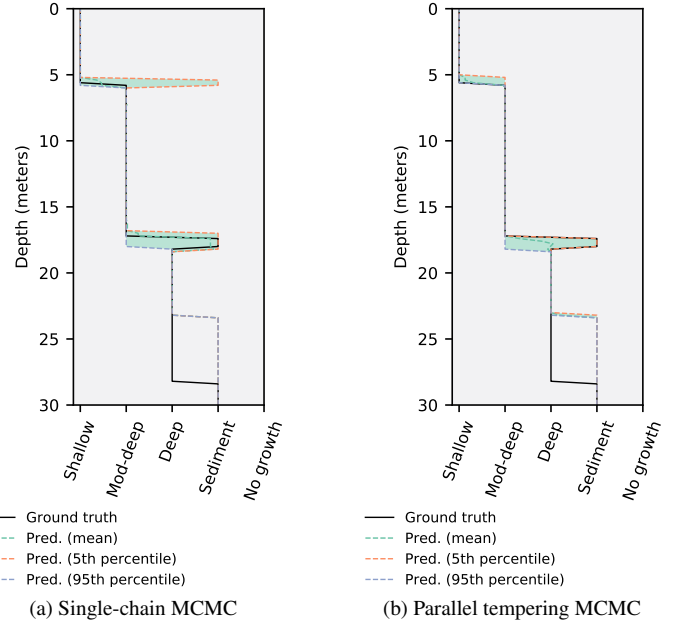 0
5
10
15
20
25
30
Depth (meters)
Shallow
Mod-deep
Deep
Sediment
No growth
Ground truth
Pred. (mean)
Pred. (5th percentile)
Pred. (95th percentile)
(a) Single-chain MCMC
0
5
10
15
20
25
30
Depth (meters)
Shallow
Mod-deep
Deep
Sediment
No growth
Ground truth
Pred. (mean)
Pred. (5th percentile)
Pred. (95th percentile)
(b) Parallel tempering MCMC